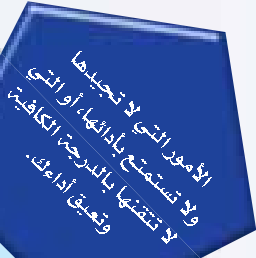 الأمور التي لا تجيدها
ولا تستمتع بأدائها، أو التي
لا تتقنها بالدرجة الكافية
وتعيق أداءك.